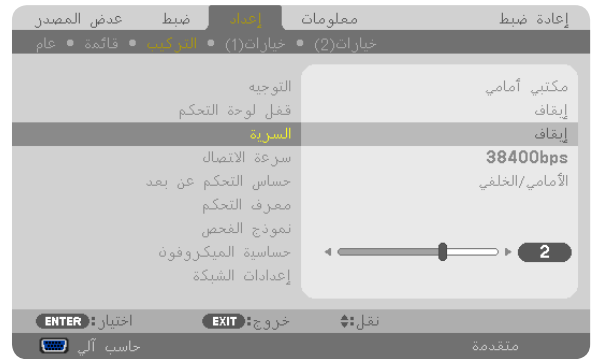 إعادة ضبط معلومات إعداد ضبط عرض المصدر
خيارات(2) • خيارات(1) • التركيب • قائمة • عام
مكتبي أمامي التوجيه
إيقاف قفل لوحة التحكم
إيقاف السرية
38400bps سرعة الاتصال
الأمامي/الخلفي حساس التحكم عن بعد
معرف التحكم
نموذج الفحص
2 حساسية الميكروفون
إعدادات الشبكة
نقل: خروج: EXIT اختيار: ENTER
متقدمة حاسب آلي